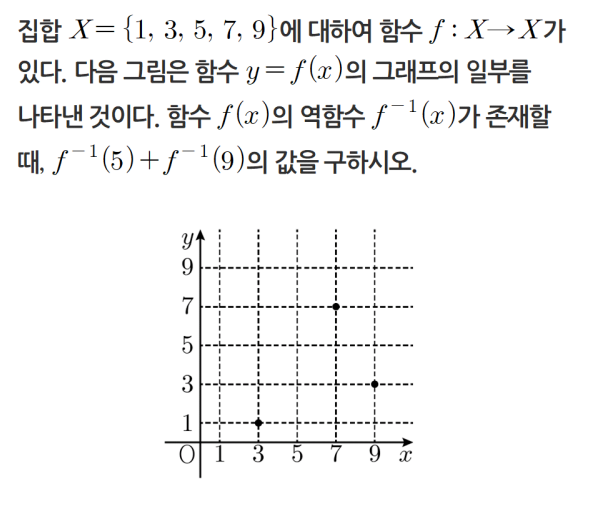 집합 X={1, 3, 5, 7, 9}에 대하여 함수 f : X→X가
있다. 다음 그림은 함수 y=f(x)의 그래프의 일부를
나타낸 것이다. 함수 f(x)의 역함수 f⁻¹(x)가 존재할
때, f⁻¹(5)+f⁻¹(9)의 값을 구하시오.
y
9
7
5
3
1
O 1 3 5 7 9 x